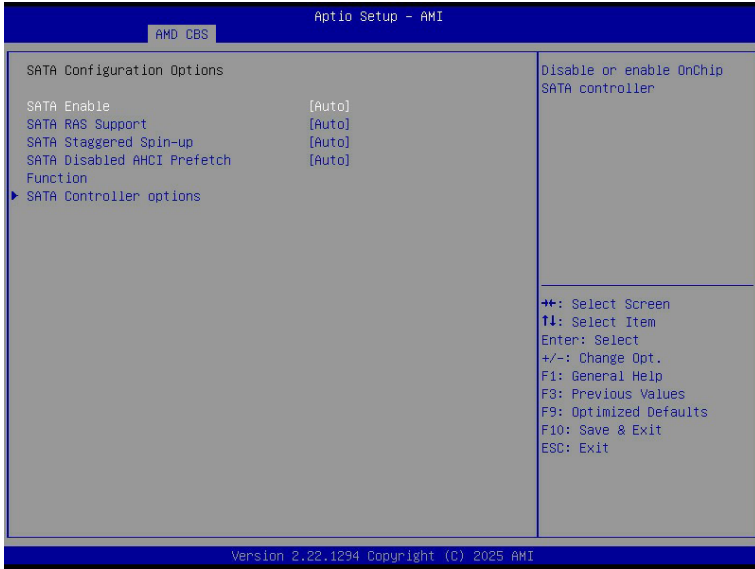 Aptio Setup – AMI
AMD CBS
SATA Configuration Options
SATA Enable [Auto]
SATA RAS Support [Auto]
SATA Staggered Spin-up [Auto]
SATA Disabled AHCI Prefetch [Auto]
Function
SATA Controller options
Disable or enable OnChip
SATA controller
→←: Select Screen
↑↓: Select Item
Enter: Select
+/-: Change Opt.
F1: General Help
F3: Previous Values
F9: Optimized Defaults
F10: Save & Exit
ESC: Exit
Version 2.22.1294 Copyright (C) 2025 AMI